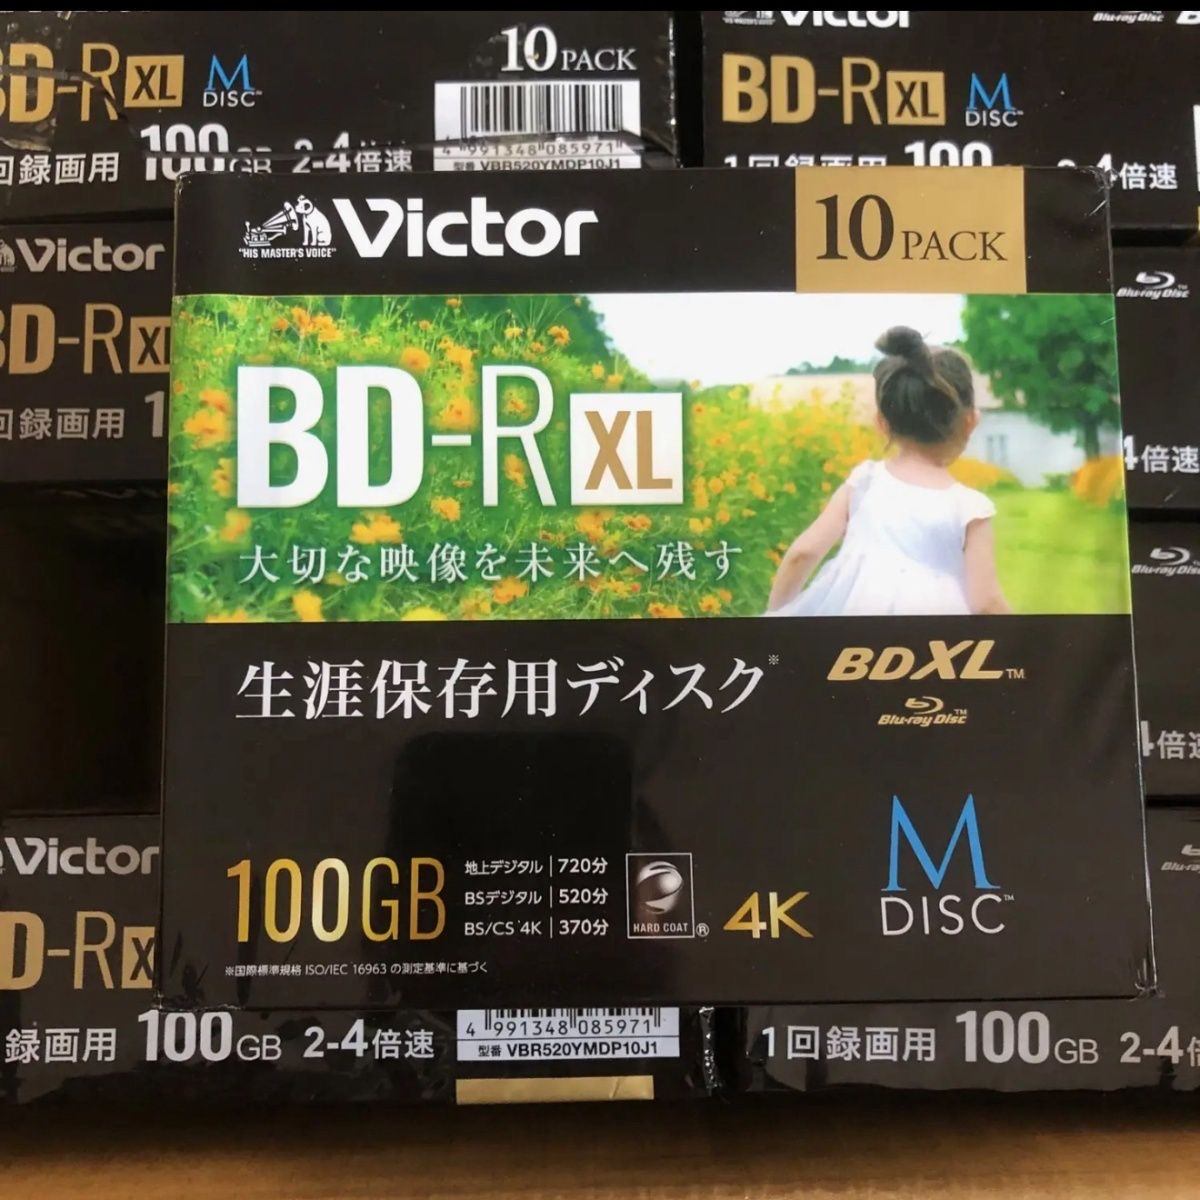 BD-R XL M DISC™
10 PACK
4 991348 085971
型番 VBR520YMDP10J1
回録画用 100GB 2-4倍速
Victor
Blu-ray Disc
BD-R XL M DISC™
1回録画用 100 2-4倍速
Victor
BD-R XL
回録画用 1
"HIS MASTER'S VOICE" Victor
10 PACK
BD-R XL
大切な映像を未来へ残す
生涯保存用ディスク※
BDXL™
Blu-ray Disc™
M DISC™
100GB
地上デジタル 720分
BSデジタル 520分
BS/CS 4K 370分
HARD COAT ®
4K
※国際標準規格 ISO/IEC 16963 の測定基準に基づく
Blu-ray Disc
4倍速
Blu-ray Disc
4倍速
Victor
D-R X
録画用 100GB 2-4倍速
4 991348 085971
型番 VBR520YMDP10J1
1回録画用 100GB 2-4